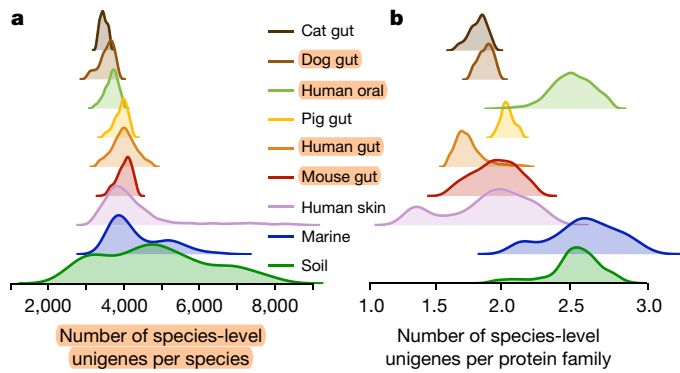 a
b
Cat gut
Dog gut
Human oral
Pig gut
Human gut
Mouse gut
Human skin
Marine
Soil
2,000 4,000 6,000 8,000
1.0 1.5 2.0 2.5 3.0
Number of species-level
unigenes per species
Number of species-level
unigenes per protein family